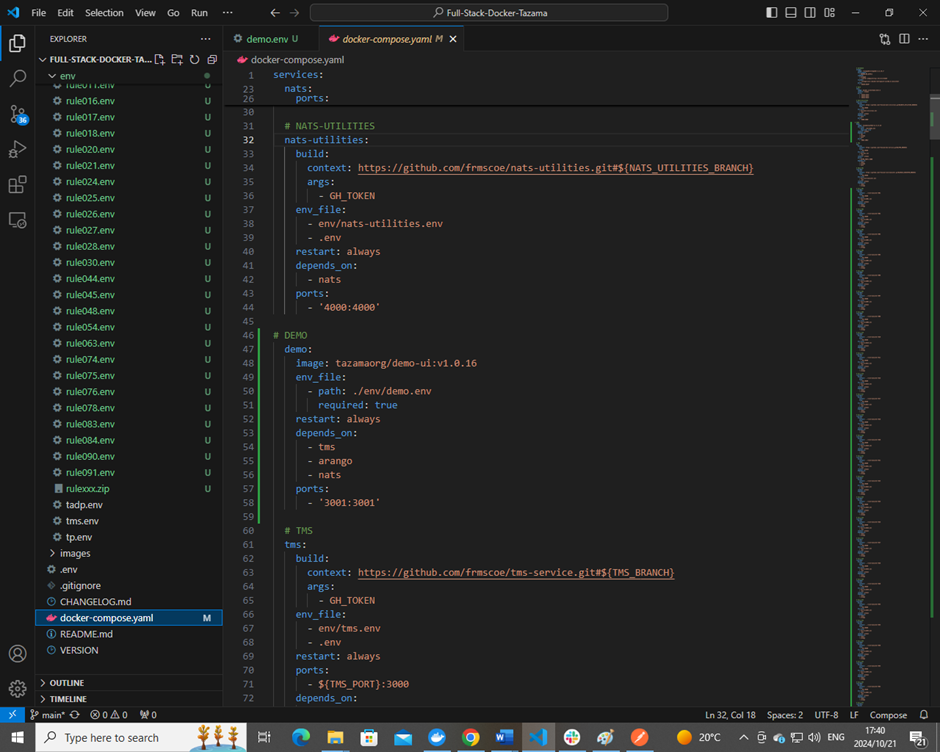 File Edit Selection View Go Run ··· Full-Stack-Docker-Tazama
EXPLORER ···
FULL-STACK-DOCKER-TA...
env
rule011.env U
rule016.env U
rule017.env U
rule018.env U
rule020.env U
rule021.env U
rule024.env U
rule025.env U
rule026.env U
rule027.env U
rule028.env U
rule030.env U
rule044.env U
rule045.env U
rule048.env U
rule054.env U
rule063.env U
rule074.env U
rule075.env U
rule076.env U
rule078.env U
rule083.env U
rule084.env U
rule090.env U
rule091.env U
rulexxx.zip U
tadp.env
tms.env
tp.env
images
.env
.gitignore
CHANGELOG.md
docker-compose.yaml M
README.md
VERSION
OUTLINE
TIMELINE
36
demo.env U docker-compose.yaml M
docker-compose.yaml
1 services:
23 nats:
26 ports:
30
31 # NATS-UTILITIES
32 nats-utilities:
33 build:
34 context: https://github.com/frmscoe/nats-utilities.git#${NATS_UTILITIES_BRANCH}
35 args:
36 - GH_TOKEN
37 env_file:
38 - env/nats-utilities.env
39 - .env
40 restart: always
41 depends_on:
42 - nats
43 ports:
44 - '4000:4000'
45
46 # DEMO
47 demo:
48 image: tazamaorg/demo-ui:v1.0.16
49 env_file:
50 - path: ./env/demo.env
51 required: true
52 restart: always
53 depends_on:
54 - tms
55 - arango
56 - nats
57 ports:
58 - '3001:3001'
59
60 # TMS
61 tms:
62 build:
63 context: https://github.com/frmscoe/tms-service.git#${TMS_BRANCH}
64 args:
65 - GH_TOKEN
66 env_file:
67 - env/tms.env
68 - .env
69 restart: always
70 ports:
71 - ${TMS_PORT}:3000
72 depends_on:
main* 0 0 0 Ln 32, Col 18 Spaces: 2 UTF-8 LF Compose
Type here to search 20°C ENG 17:40
2024/10/21 21